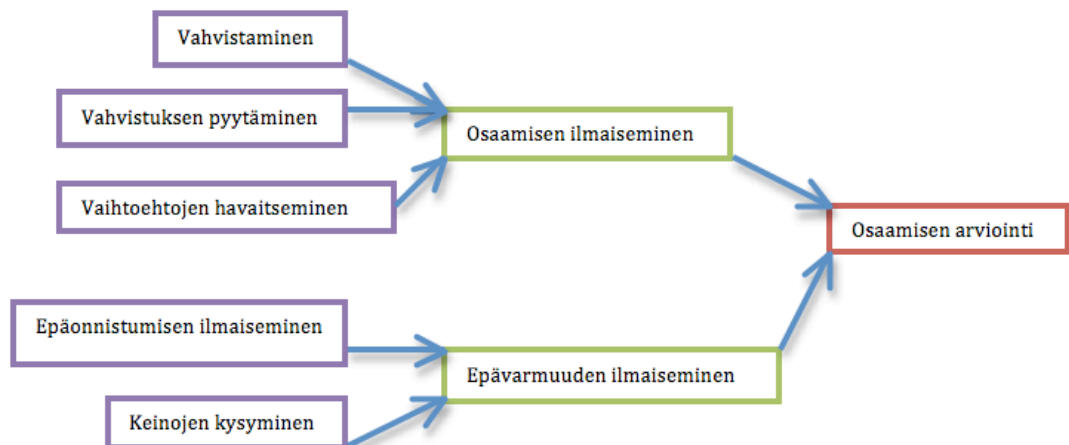 Vahvistaminen
Vahvistuksen pyytäminen
Osaamisen ilmaiseminen
Vaihtoehtojen havaitseminen
Osaamisen arviointi
Epäonnistumisen ilmaiseminen
Epävarmuuden ilmaiseminen
Keinojen kysyminen